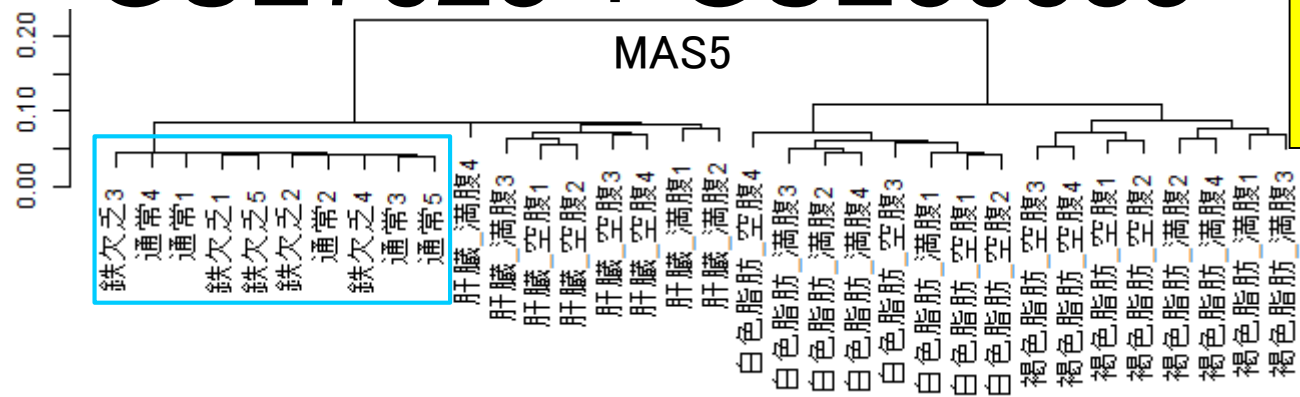 MAS5
0.20
0.10
0.00
鉄欠乏3
通常4
通常1
鉄欠乏1
鉄欠乏5
鉄欠乏2
通常2
鉄欠乏4
通常3
通常5
肝臓_満腹4
肝臓_満腹3
肝臓_空腹1
肝臓_空腹2
肝臓_空腹3
肝臓_空腹4
肝臓_満腹1
肝臓_満腹2
白色脂肪_空腹4
白色脂肪_満腹3
白色脂肪_満腹2
白色脂肪_満腹4
白色脂肪_空腹3
白色脂肪_満腹1
白色脂肪_空腹1
白色脂肪_空腹2
褐色脂肪_空腹3
褐色脂肪_空腹4
褐色脂肪_空腹1
褐色脂肪_空腹2
褐色脂肪_満腹2
褐色脂肪_満腹4
褐色脂肪_満腹1
褐色脂肪_満腹3